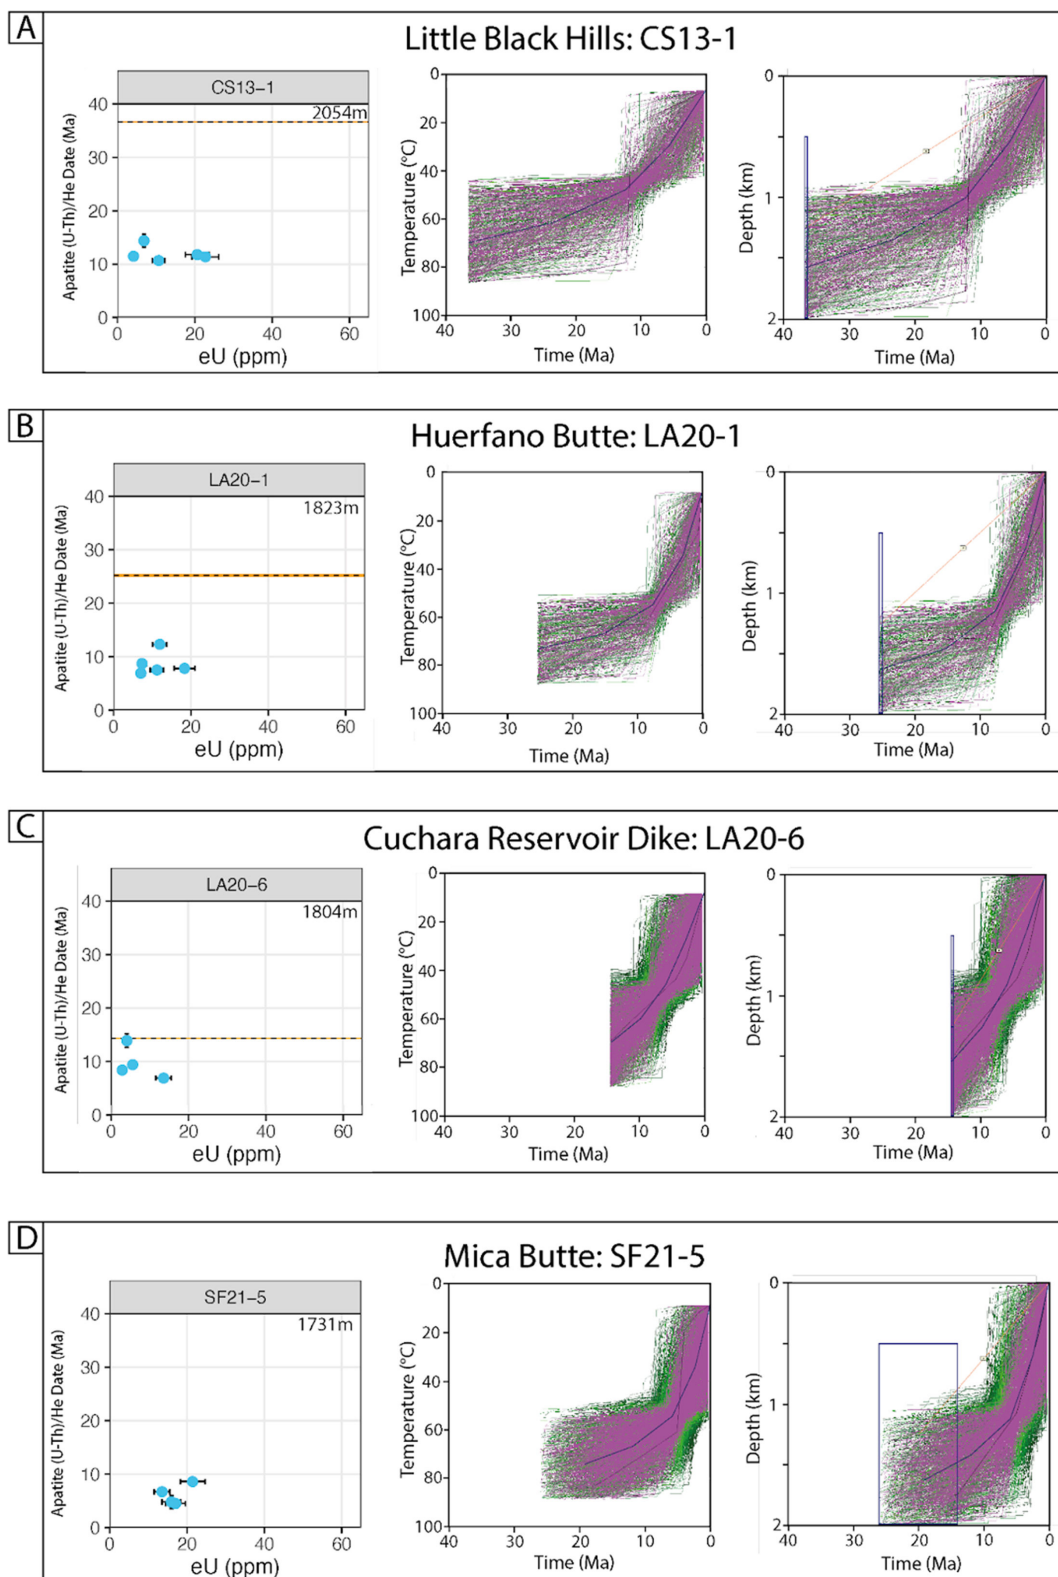 A
Little Black Hills: CS13-1
CS13–1
2054m
Apatite (U-Th)/He Date (Ma)
40
30
20
10
0
0 20 40 60
eU (ppm)
Temperature (°C)
0
20
40
60
80
100
40 30 20 10 0
Time (Ma)
Depth (km)
0
1
2
40 30 20 10 0
Time (Ma)
B
Huerfano Butte: LA20-1
LA20–1
1823m
Apatite (U-Th)/He Date (Ma)
40
30
20
10
0
0 20 40 60
eU (ppm)
Temperature (°C)
0
20
40
60
80
100
40 30 20 10 0
Time (Ma)
Depth (km)
0
1
2
40 30 20 10 0
Time (Ma)
C
Cuchara Reservoir Dike: LA20-6
LA20–6
1804m
Apatite (U-Th)/He Date (Ma)
40
30
20
10
0
0 20 40 60
eU (ppm)
Temperature (°C)
0
20
40
60
80
100
40 30 20 10 0
Time (Ma)
Depth (km)
0
1
2
40 30 20 10 0
Time (Ma)
D
Mica Butte: SF21-5
SF21–5
1731m
Apatite (U-Th)/He Date (Ma)
40
30
20
10
0
0 20 40 60
eU (ppm)
Temperature (°C)
0
20
40
60
80
100
40 30 20 10 0
Time (Ma)
Depth (km)
0
1
2
40 30 20 10 0
Time (Ma)